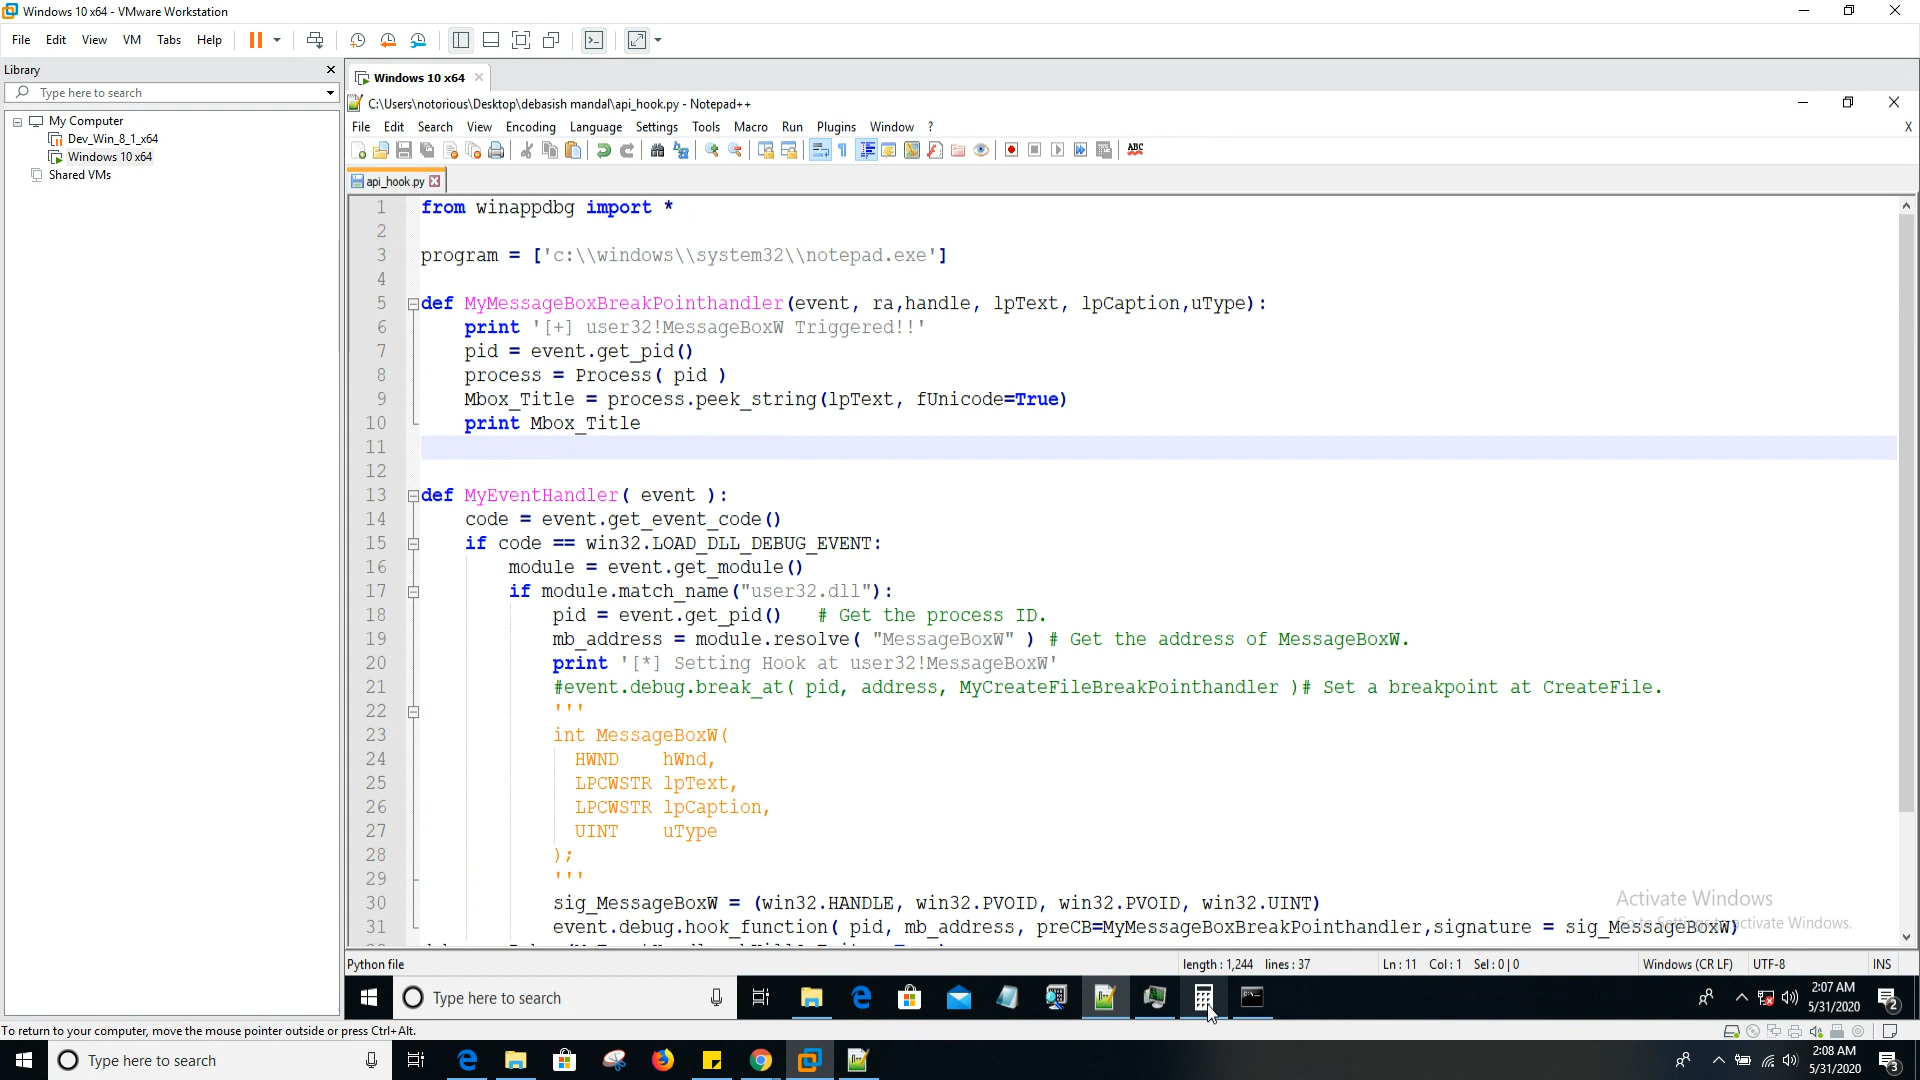 Windows 10 x64 - VMware Workstation
File Edit View VM Tabs Help
Library
Type here to search
My Computer
Dev_Win_8_1_x64
Windows 10 x64
Shared VMs
Windows 10 x64
C:\Users\notorious\Desktop\debasish mandal\api_hook.py - Notepad++
File Edit Search View Encoding Language Settings Tools Macro Run Plugins Window ? X
ABC
api_hook.py
1 from winappdbg import *
2
3 program = ['c:\\windows\\system32\\notepad.exe']
4
5 def MyMessageBoxBreakPointhandler(event, ra,handle, lpText, lpCaption,uType):
6 print '[+] user32!MessageBoxW Triggered!!'
7 pid = event.get_pid()
8 process = Process( pid )
9 Mbox_Title = process.peek_string(lpText, fUnicode=True)
10 print Mbox_Title
11
12
13 def MyEventHandler( event ):
14 code = event.get_event_code()
15 if code == win32.LOAD_DLL_DEBUG_EVENT:
16 module = event.get_module()
17 if module.match_name("user32.dll"):
18 pid = event.get_pid() # Get the process ID.
19 mb_address = module.resolve( "MessageBoxW" ) # Get the address of MessageBoxW.
20 print '[*] Setting Hook at user32!MessageBoxW'
21 #event.debug.break_at( pid, address, MyCreateFileBreakPointhandler )# Set a breakpoint at CreateFile.
22 '''
23 int MessageBoxW(
24 HWND hWnd,
25 LPCWSTR lpText,
26 LPCWSTR lpCaption,
27 UINT uType
28 );
29 '''
30 sig_MessageBoxW = (win32.HANDLE, win32.PVOID, win32.PVOID, win32.UINT)
31 event.debug.hook_function( pid, mb_address, preCB=MyMessageBoxBreakPointhandler,signature = sig_MessageBoxW)
Activate Windows
Go to Settings to activate Windows.
Python file length : 1,244 lines : 37 Ln : 11 Col : 1 Sel : 0 | 0 Windows (CR LF) UTF-8 INS
Type here to search
2:07 AM
5/31/2020
2
To return to your computer, move the mouse pointer outside or press Ctrl+Alt.
Type here to search
2:08 AM
5/31/2020
3